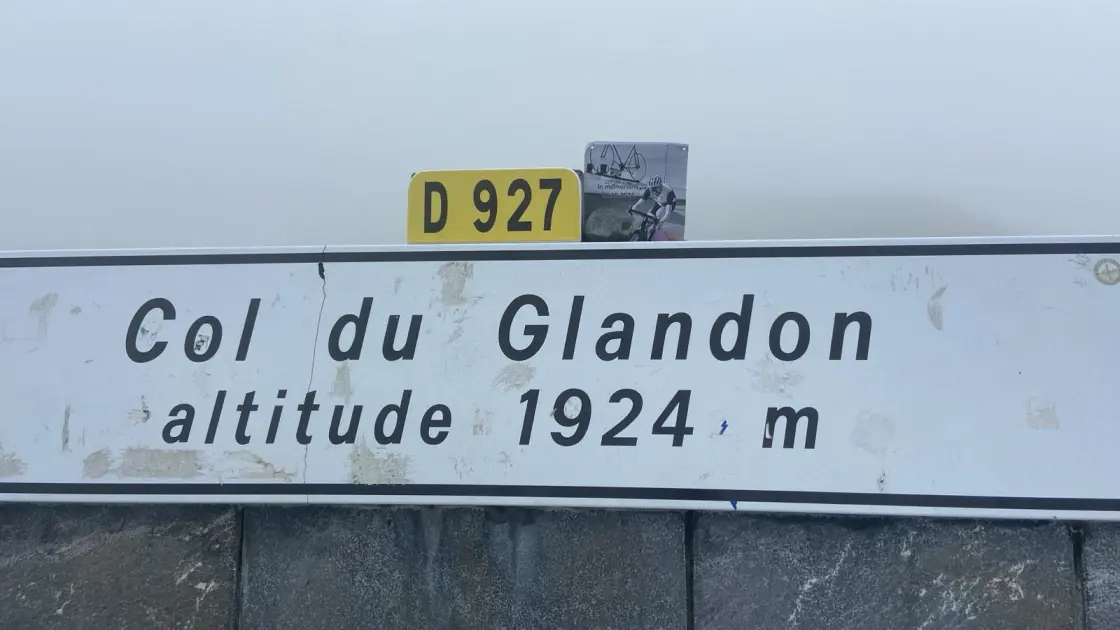 D 927
Col du Glandon
altitude 1924 m